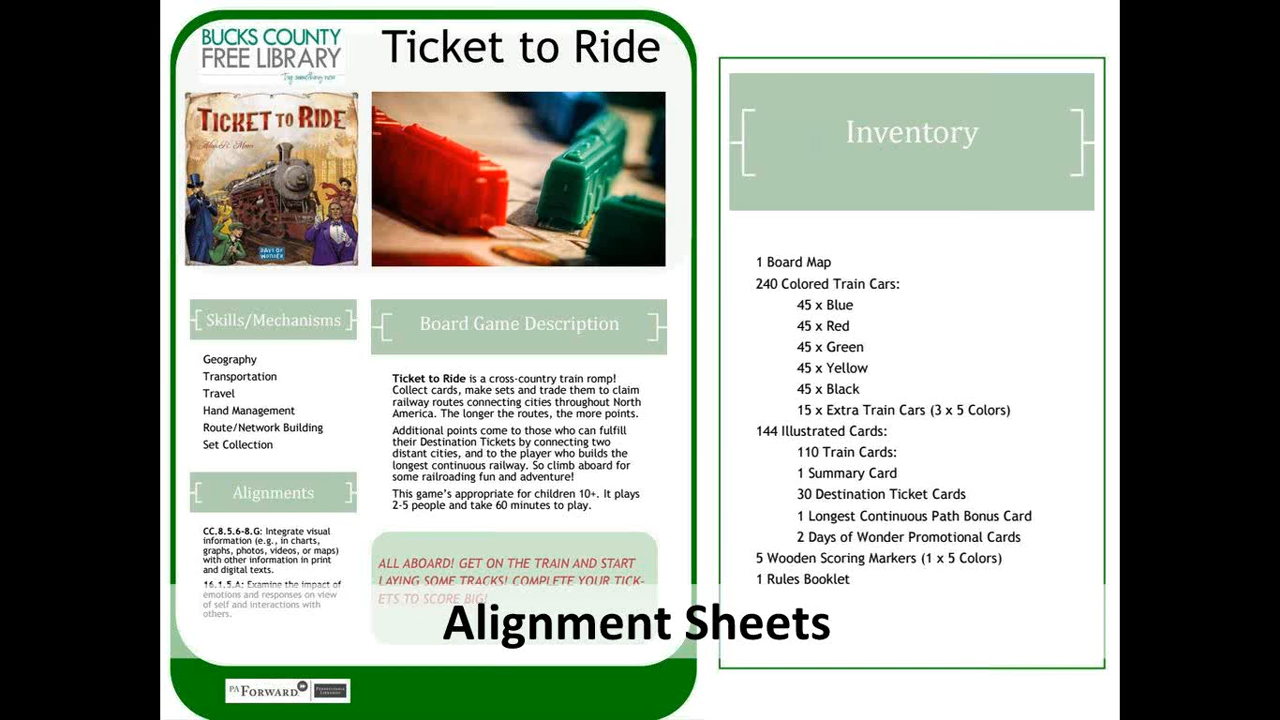 BUCKS COUNTY
FREE LIBRARY
Try something new
Ticket to Ride
TICKET TO RIDE
DAYS OF
WONDER
Skills/Mechanisms
Geography
Transportation
Travel
Hand Management
Route/Network Building
Set Collection
Alignments
CC.8.5.6-8.G: Integrate visual
information (e.g., in charts,
graphs, photos, videos, or maps)
with other information in print
and digital texts.
16.1.5.A: Examine the impact of
emotions and responses on view
of self and interactions with
others.
Board Game Description
Ticket to Ride is a cross-country train romp!
Collect cards, make sets and trade them to claim
railway routes connecting cities throughout North
America. The longer the routes, the more points.
Additional points come to those who can fulfill
their Destination Tickets by connecting two
distant cities, and to the player who builds the
longest continuous railway. So climb aboard for
some railroading fun and adventure!
This game's appropriate for children 10+. It plays
2-5 people and take 60 minutes to play.
ALL ABOARD! GET ON THE TRAIN AND START
LAYING SOME TRACKS! COMPLETE YOUR TICK-
ETS TO SCORE BIG!
PA FORWARD
Inventory
1 Board Map
240 Colored Train Cars:
45 x Blue
45 x Red
45 x Green
45 x Yellow
45 x Black
15 x Extra Train Cars (3 x 5 Colors)
144 Illustrated Cards:
110 Train Cards:
1 Summary Card
30 Destination Ticket Cards
1 Longest Continuous Path Bonus Card
2 Days of Wonder Promotional Cards
5 Wooden Scoring Markers (1 x 5 Colors)
1 Rules Booklet
Alignment Sheets